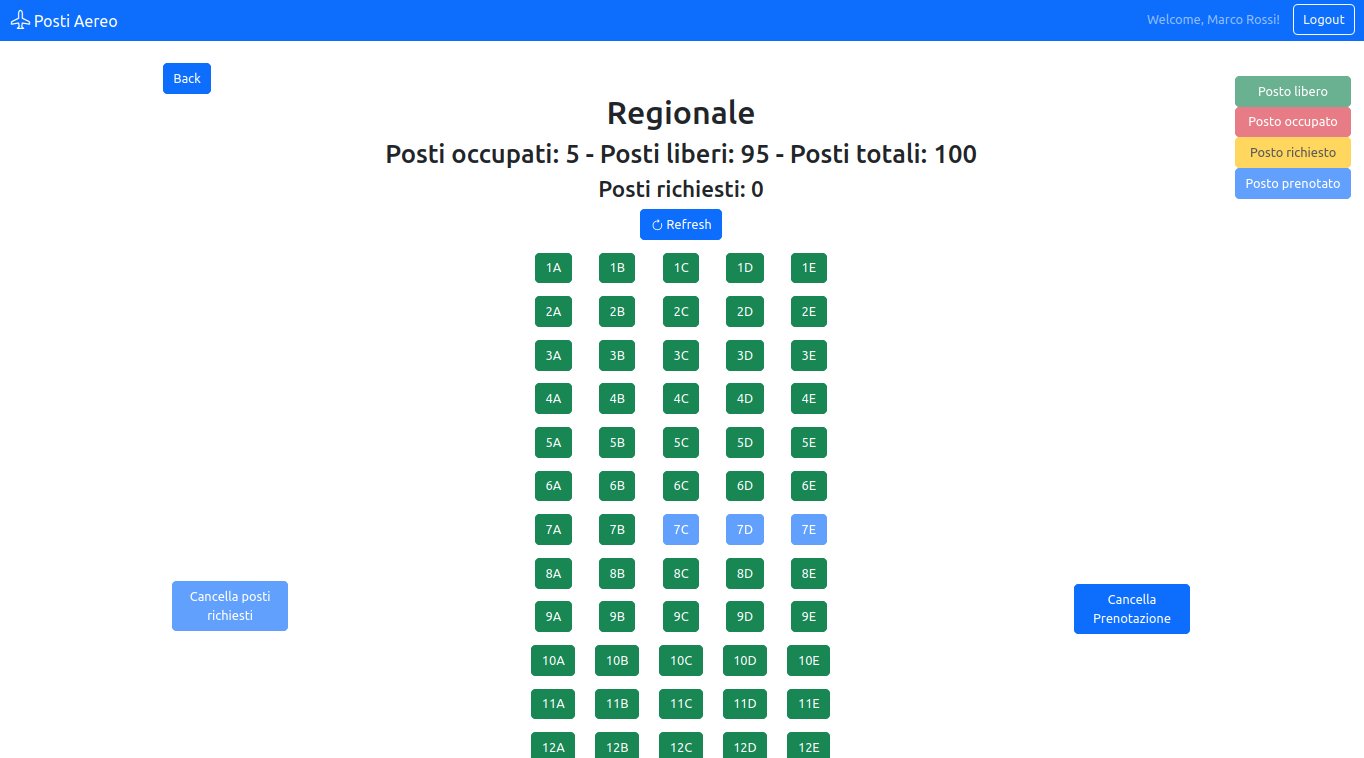 Posti Aereo
Welcome, Marco Rossi!
Logout
Back
Posto libero
Posto occupato
Posto richiesto
Posto prenotato
Regionale
Posti occupati: 5 - Posti liberi: 95 - Posti totali: 100
Posti richiesti: 0
Refresh
1A 1B 1C 1D 1E
2A 2B 2C 2D 2E
3A 3B 3C 3D 3E
4A 4B 4C 4D 4E
5A 5B 5C 5D 5E
6A 6B 6C 6D 6E
7A 7B 7C 7D 7E
8A 8B 8C 8D 8E
9A 9B 9C 9D 9E
10A 10B 10C 10D 10E
11A 11B 11C 11D 11E
12A 12B 12C 12D 12E
Cancella posti
richiesti
Cancella
Prenotazione